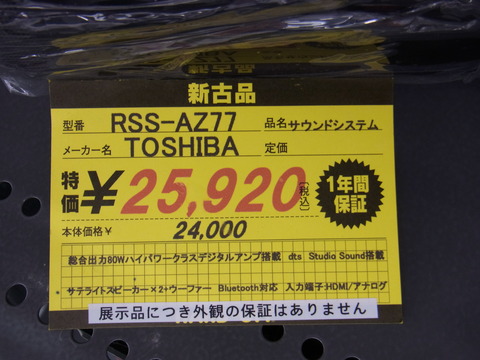 新古品
型番 RSS-AZ77 品名 サウンドシステム
メーカー名 TOSHIBA 定価
特価 ¥25,920 [税込] 1年間保証
本体価格¥ 24,000
総合出力80Wハイパワークラスデジタルアンプ搭載 dts Studio Sound搭載
サテライトスピーカー×2+ウーファー Bluetooth対応 入力端子:HDMI/アナログ
展示品につき外観の保証はありません